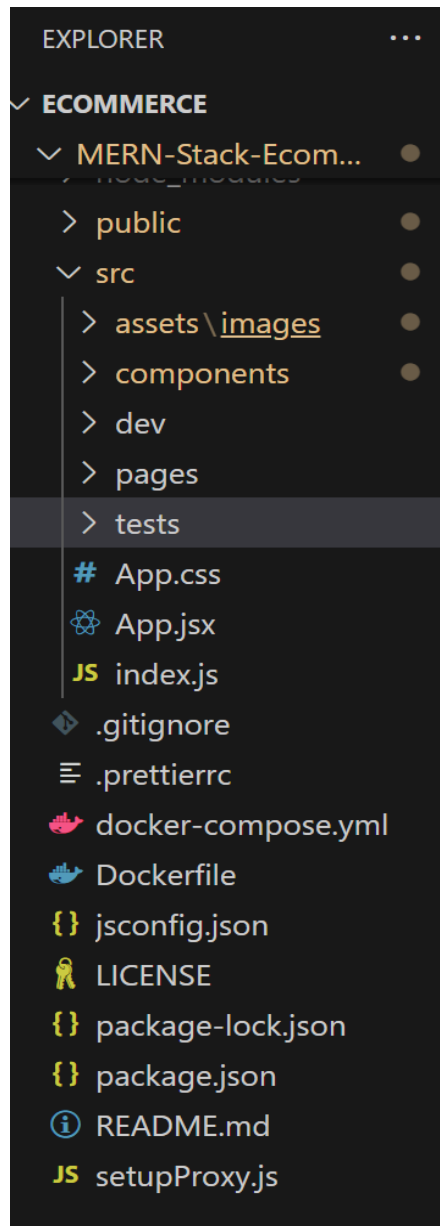 EXPLORER ...
ECOMMERCE
MERN-Stack-Ecom...
node_modules
public
src
assets\images
components
dev
pages
tests
# App.css
App.jsx
JS index.js
.gitignore
.prettierrc
docker-compose.yml
Dockerfile
{} jsconfig.json
LICENSE
{} package-lock.json
{} package.json
README.md
JS setupProxy.js